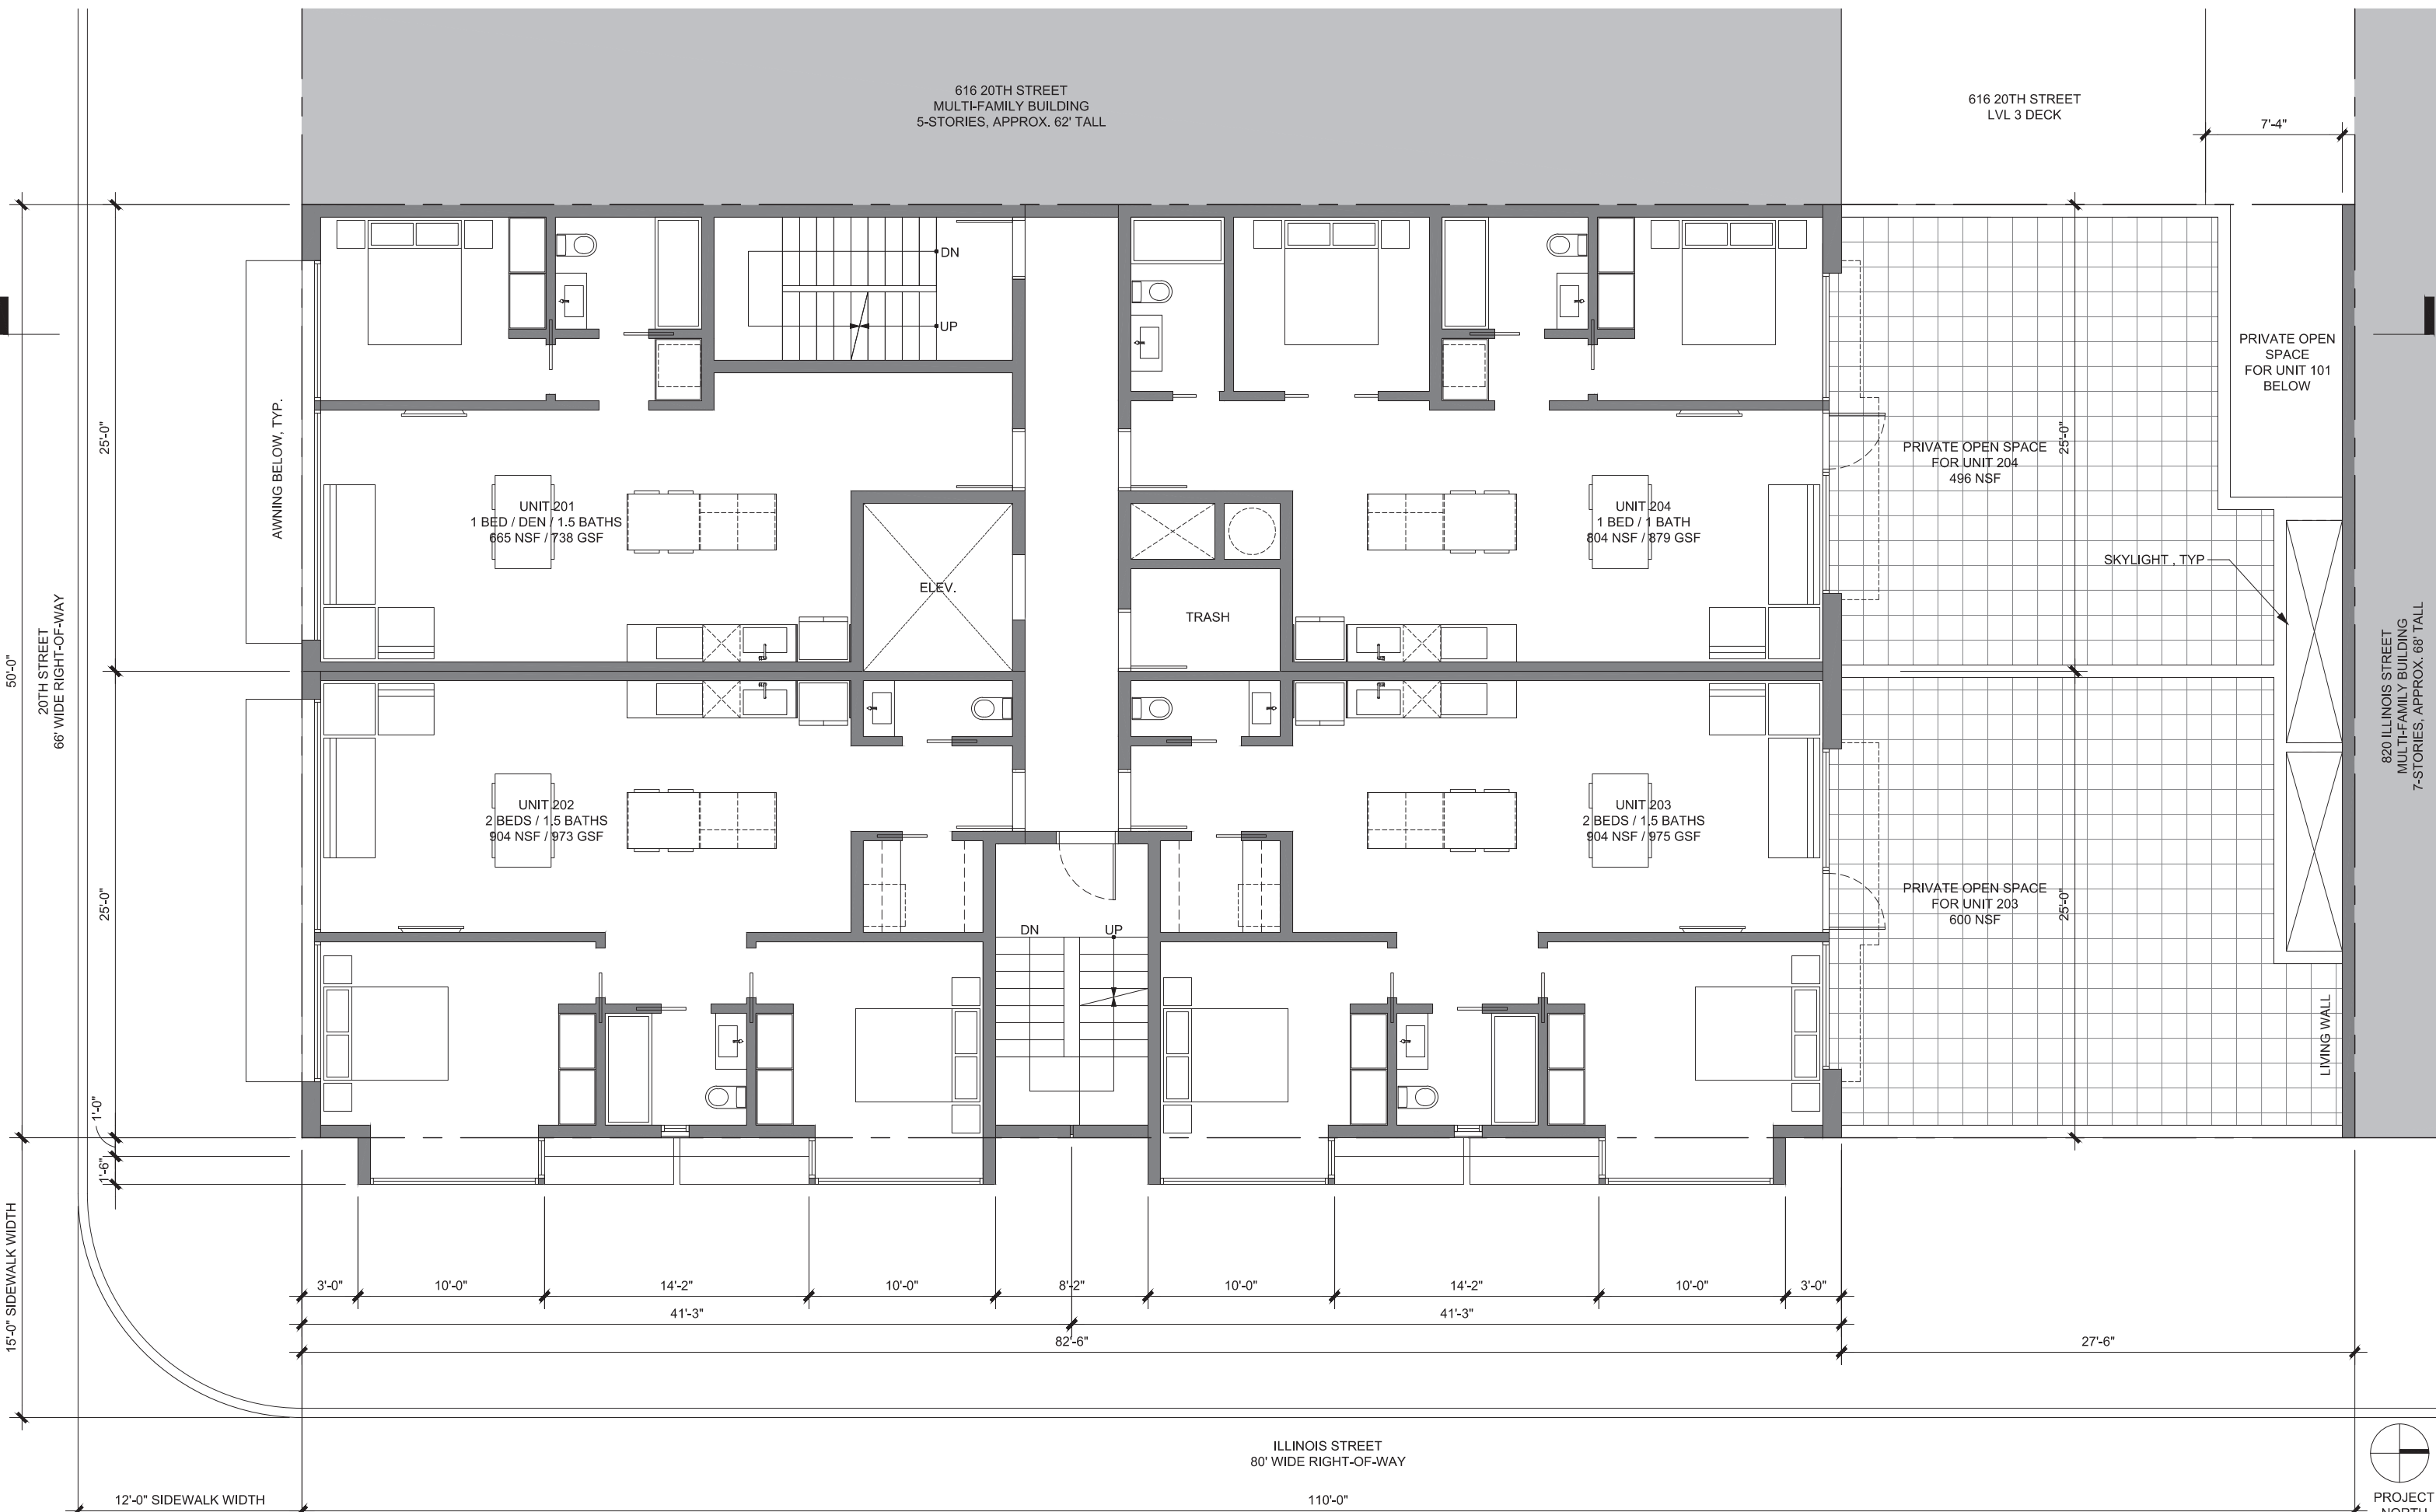 616 20TH STREET
MULTI-FAMILY BUILDING
5-STORIES, APPROX. 62' TALL
616 20TH STREET
LVL 3 DECK
7'-4"
DN
UP
AWNING BELOW, TYP.
25'-0"
50'-0"
20TH STREET
66' WIDE RIGHT-OF-WAY
25'-0"
UNIT 201
1 BED / DEN / 1.5 BATHS
665 NSF / 738 GSF
ELEV.
TRASH
UNIT 204
1 BED / 1 BATH
804 NSF / 879 GSF
PRIVATE OPEN SPACE
FOR UNIT 204
496 NSF
25'-0"
PRIVATE OPEN
SPACE
FOR UNIT 101
BELOW
SKYLIGHT , TYP
820 ILLINOIS STREET
MULTI-FAMILY BUILDING
7-STORIES, APPROX. 68' TALL
UNIT 202
2 BEDS / 1.5 BATHS
904 NSF / 973 GSF
UNIT 203
2 BEDS / 1.5 BATHS
904 NSF / 975 GSF
PRIVATE OPEN SPACE
FOR UNIT 203
600 NSF
25'-0"
DN
UP
LIVING WALL
1'-0"
1'-6"
15'-0" SIDEWALK WIDTH
3'-0"
10'-0"
14'-2"
10'-0"
8'-2"
10'-0"
14'-2"
10'-0"
3'-0"
41'-3"
41'-3"
82'-6"
27'-6"
ILLINOIS STREET
80' WIDE RIGHT-OF-WAY
12'-0" SIDEWALK WIDTH
110'-0"
PROJECT
NORTH